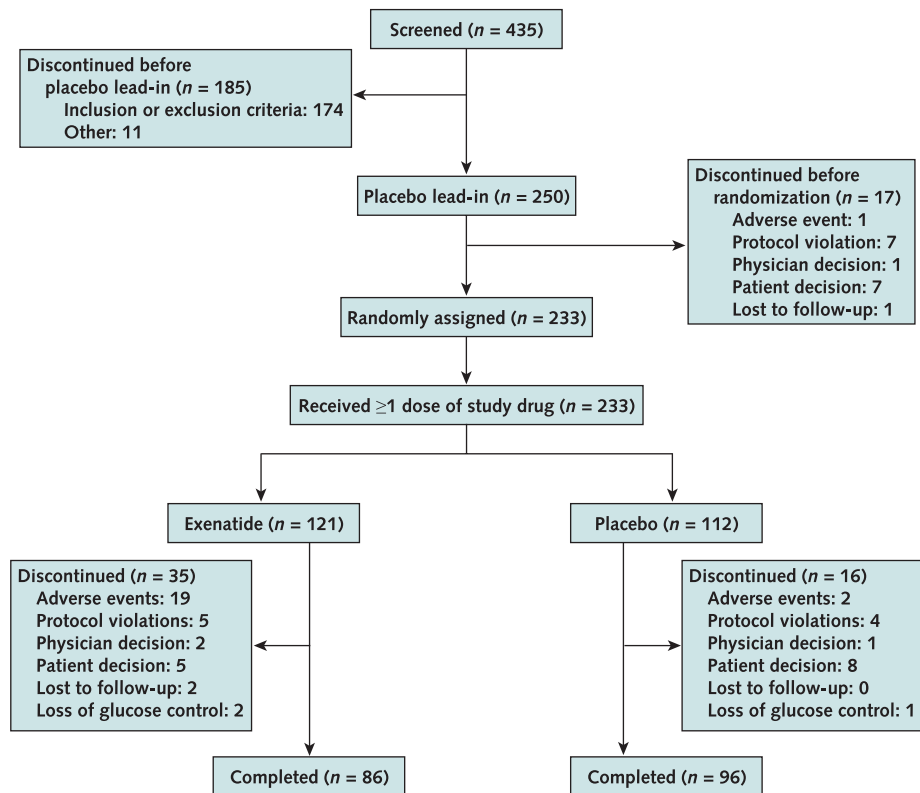 Screened (n = 435)
Discontinued before
placebo lead-in (n = 185)
Inclusion or exclusion criteria: 174
Other: 11
Placebo lead-in (n = 250)
Discontinued before
randomization (n = 17)
Adverse event: 1
Protocol violation: 7
Physician decision: 1
Patient decision: 7
Lost to follow-up: 1
Randomly assigned (n = 233)
Received ≥1 dose of study drug (n = 233)
Exenatide (n = 121)
Placebo (n = 112)
Discontinued (n = 35)
Adverse events: 19
Protocol violations: 5
Physician decision: 2
Patient decision: 5
Lost to follow-up: 2
Loss of glucose control: 2
Discontinued (n = 16)
Adverse events: 2
Protocol violations: 4
Physician decision: 1
Patient decision: 8
Lost to follow-up: 0
Loss of glucose control: 1
Completed (n = 86)
Completed (n = 96)